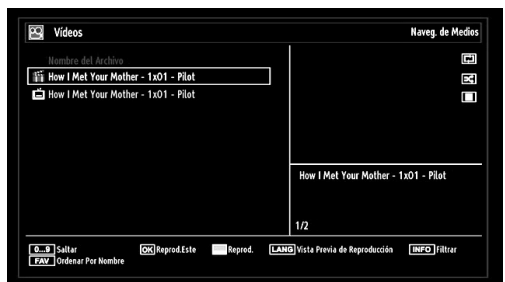 Vídeos
Naveg. de Medios
Nombre del Archivo
How I Met Your Mother - 1x01 - Pilot
How I Met Your Mother - 1x01 - Pilot
How I Met Your Mother - 1x01 - Pilot
1/2
0...9 Saltar OK Reprod.Este Reprod. LANG Vista Previa de Reproducción INFO Filtrar
FAV Ordenar Por Nombre